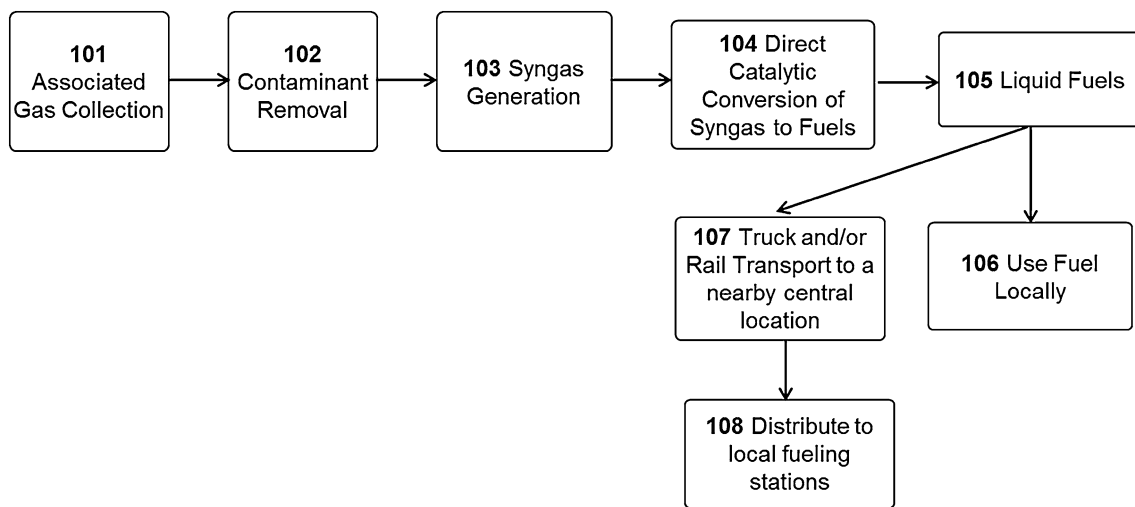 101
Associated
Gas Collection
102
Contaminant
Removal
103 Syngas
Generation
104 Direct
Catalytic
Conversion of
Syngas to Fuels
105 Liquid Fuels
107 Truck and/or
Rail Transport to a
nearby central
location
106 Use Fuel
Locally
108 Distribute to
local fueling
stations